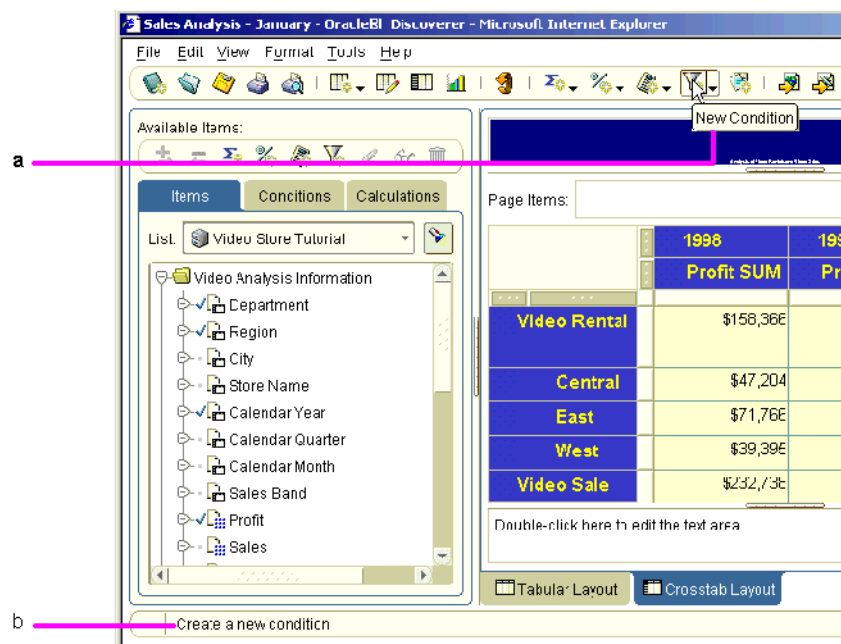 Sales Analysis - January - OracleBI Discoverer - Microsoft Internet Explorer
File Edit View Format Tools Help
New Condition
Available Items:
a
Items Conditions Calculations
Page Items:
List: Video Store Tutorial
1998 199
Profit SUM Pr
Video Analysis Information
Department
Region
City
Store Name
Calendar Year
Calendar Quarter
Calendar Month
Sales Band
Profit
Sales
Video Rental $158,366
Central $47,204
East $71,766
West $39,396
Video Sale $232,736
Double-click here to edit the text area
Tabular Layout Crosstab Layout
b
Create a new condition